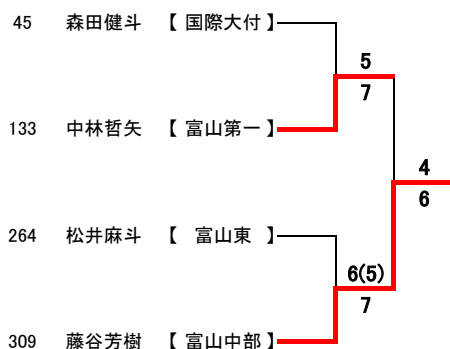 45 森田健斗 【 国際大付 】
5
7
133 中林哲矢 【 富山第一 】
4
6
264 松井麻斗 【 富山東 】
6(5)
7
309 藤谷芳樹 【 富山中部 】